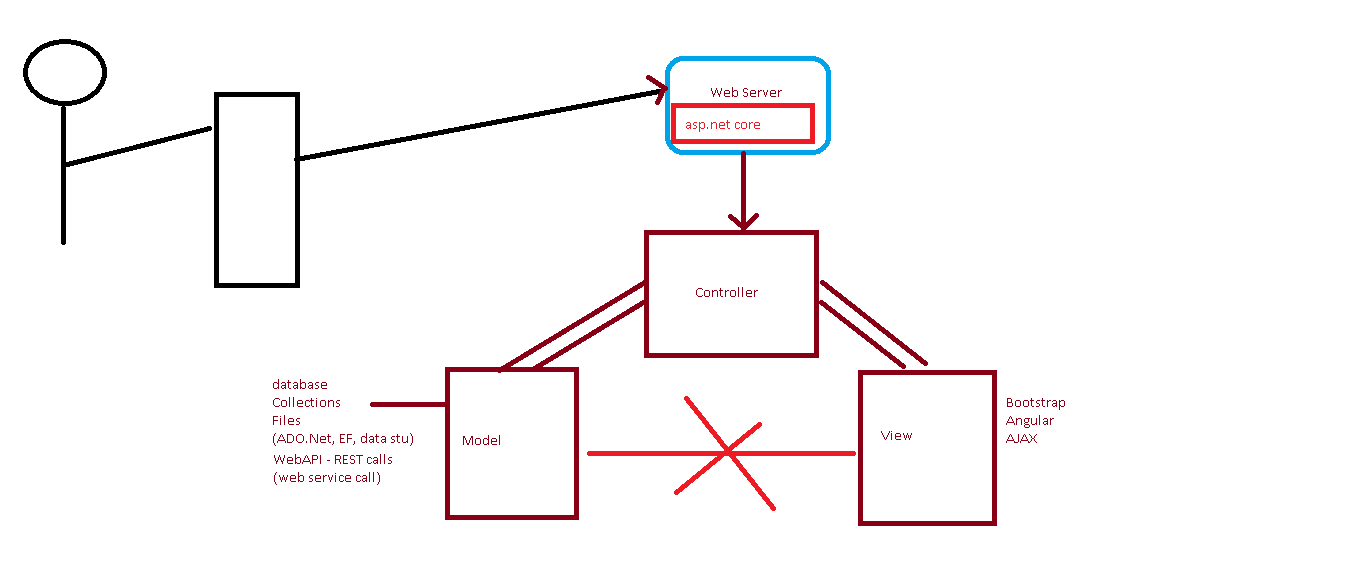 Web Server
asp.net core
Controller
database
Collections
Files
(ADO.Net, EF, data stu)
WebAPI - REST calls
(web service call)
Model
View
Bootstrap
Angular
AJAX